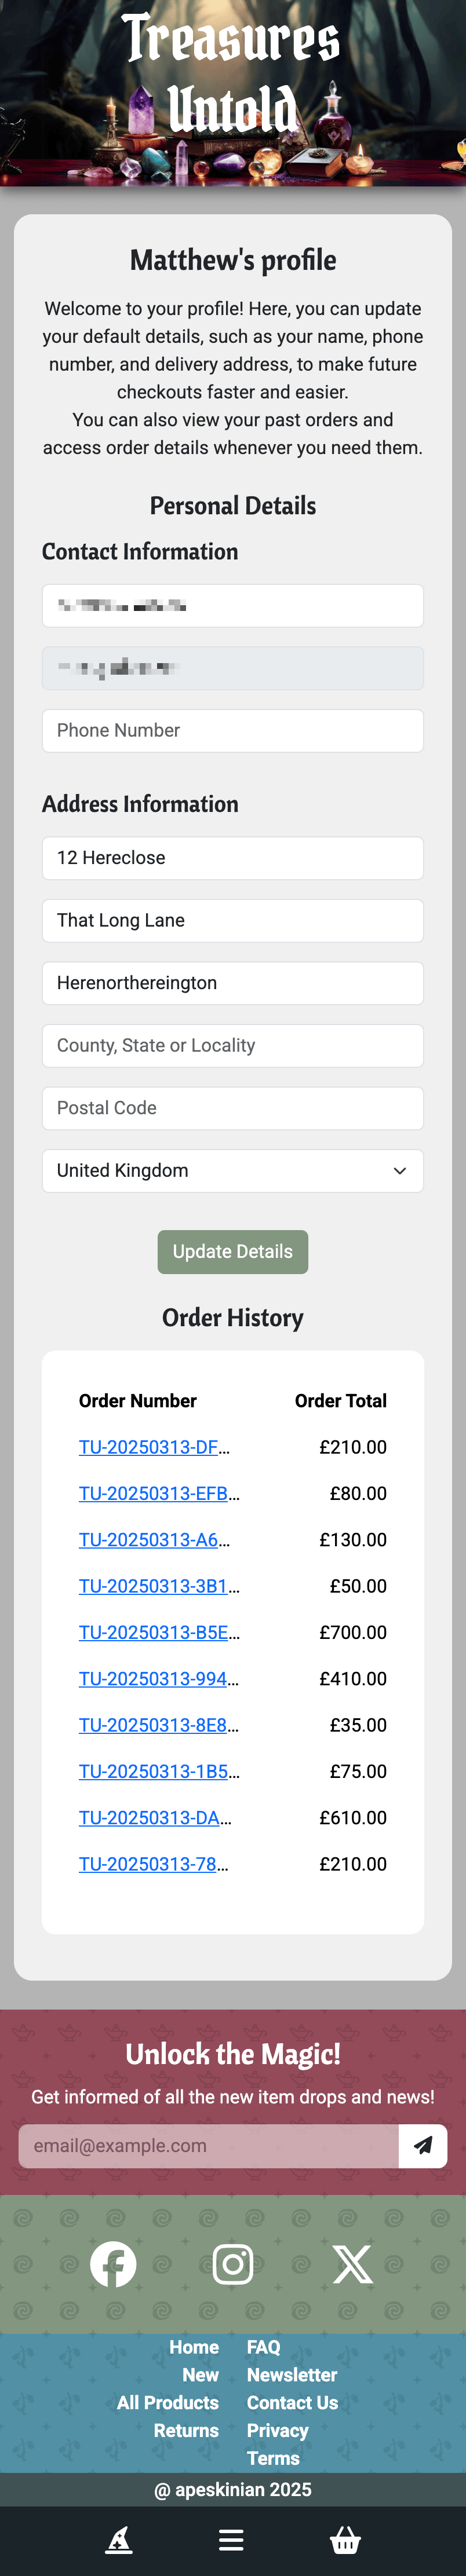 Treasures
Untold
Matthew's profile
Welcome to your profile! Here, you can update
your default details, such as your name, phone
number, and delivery address, to make future
checkouts faster and easier.
You can also view your past orders and
access order details whenever you need them.
Personal Details
Contact Information
Phone Number
Address Information
12 Hereclose
That Long Lane
Herenorthereington
County, State or Locality
Postal Code
United Kingdom
Update Details
Order History
Order Number Order Total
TU-20250313-DF... £210.00
TU-20250313-EFB... £80.00
TU-20250313-A6... £130.00
TU-20250313-3B1... £50.00
TU-20250313-B5E... £700.00
TU-20250313-994... £410.00
TU-20250313-8E8... £35.00
TU-20250313-1B5... £75.00
TU-20250313-DA... £610.00
TU-20250313-78... £210.00
Unlock the Magic!
Get informed of all the new item drops and news!
email@example.com
Home FAQ
New Newsletter
All Products Contact Us
Returns Privacy
Terms
@ apeskinian 2025